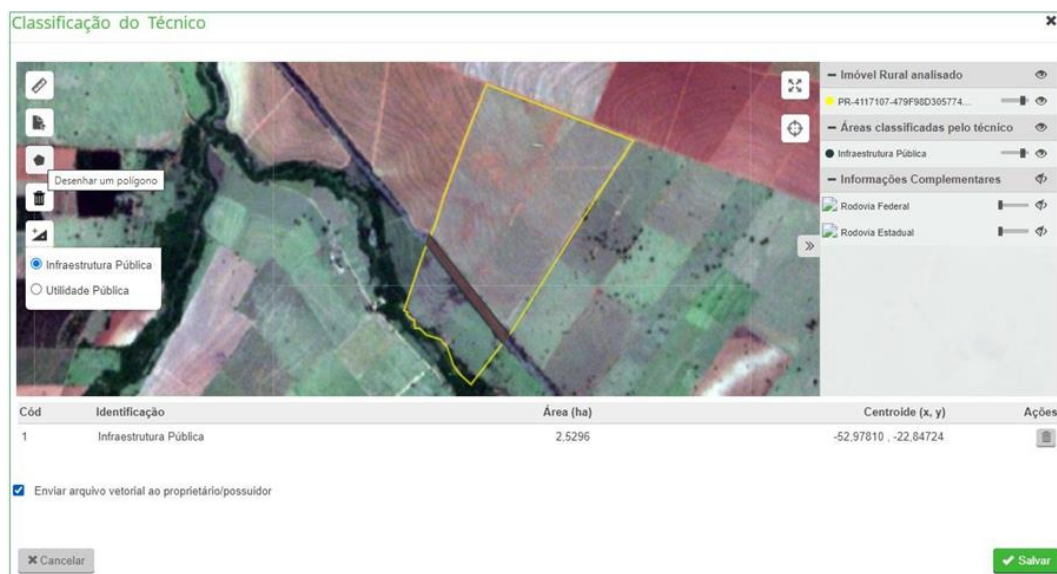 Classificação do Técnico
Imóvel Rural analisado
PR-4117107-479F98D305774...
Áreas classificadas pelo técnico
Infraestrutura Pública
Informações Complementares
Rodovia Federal
Rodovia Estadual
Desenhar um polígono
Infraestrutura Pública
Utilidade Pública
Cód Identificação Área (ha) Centroide (x, y) Ações
1 Infraestrutura Pública 2,5296 -52,97810 , -22,84724
Enviar arquivo vetorial ao proprietário/possuidor
Cancelar Salvar